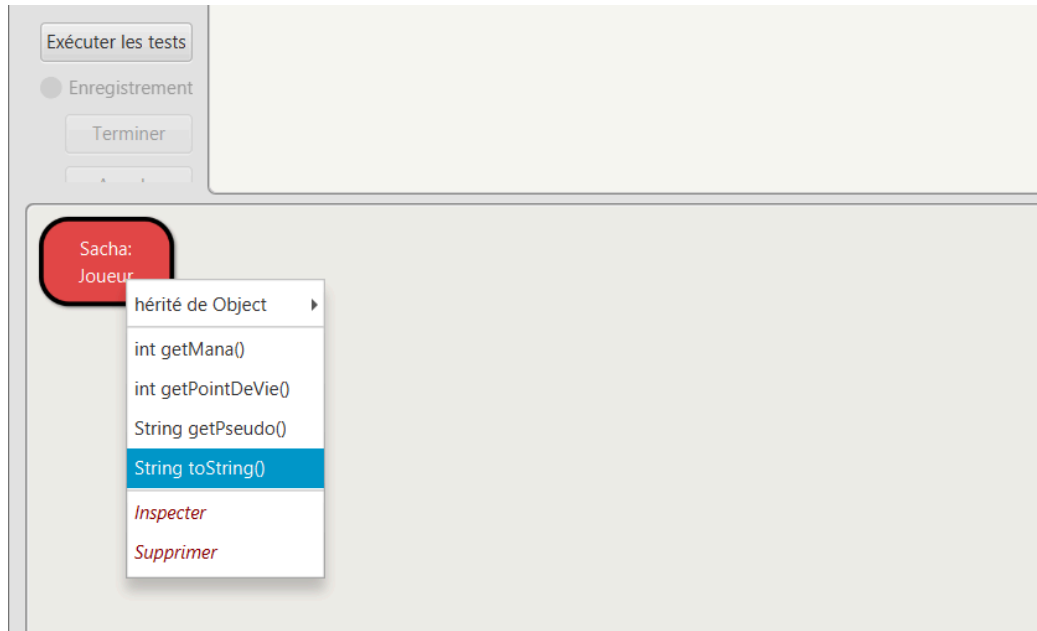 Exécuter les tests
Enregistrement
Terminer
Sacha:
Joueur
hérité de Object
int getMana()
int getPointDeVie()
String getPseudo()
String toString()
Inspecter
Supprimer